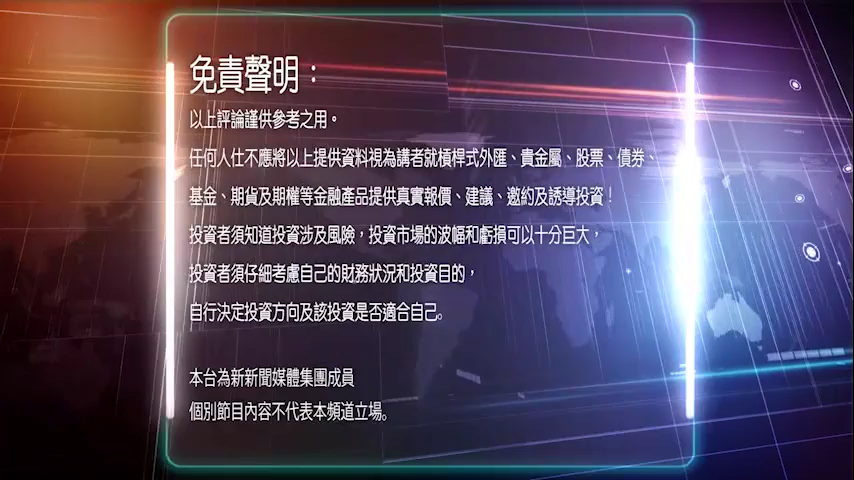 免責聲明：
以上評論謹供參考之用。
任何人仕不應將以上提供資料視為講者就槓桿式外匯、貴金屬、股票、債券、
基金、期貨及期權等金融產品提供真實報價、建議、邀約及誘導投資！
投資者須知道投資涉及風險，投資市場的波幅和虧損可以十分巨大，
投資者須仔細考慮自己的財務狀況和投資目的，
自行決定投資方向及該投資是否適合自己。
本台為新新聞媒體集團成員
個別節目內容不代表本頻道立場。